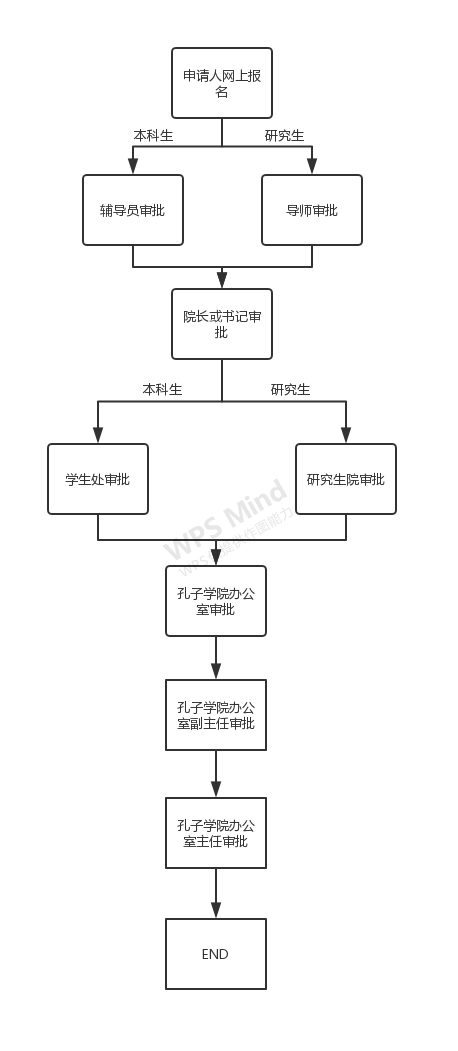 申请人网上报
名
本科生
研究生
辅导员审批
导师审批
院长或书记审
批
本科生
研究生
学生处审批
研究生院审批
WPS Mind
孔子学院办公
室审批
孔子学院办公
室副主任审批
孔子学院办公
室主任审批
END